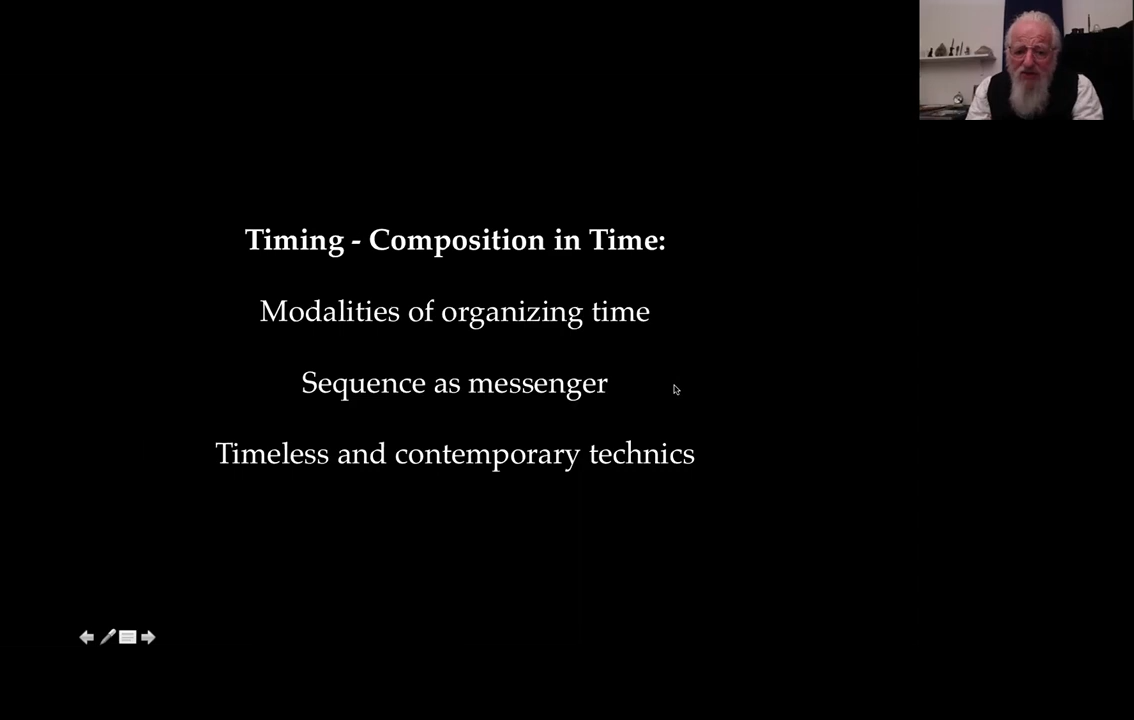 Timing - Composition in Time:
Modalities of organizing time
Sequence as messenger
Timeless and contemporary technics